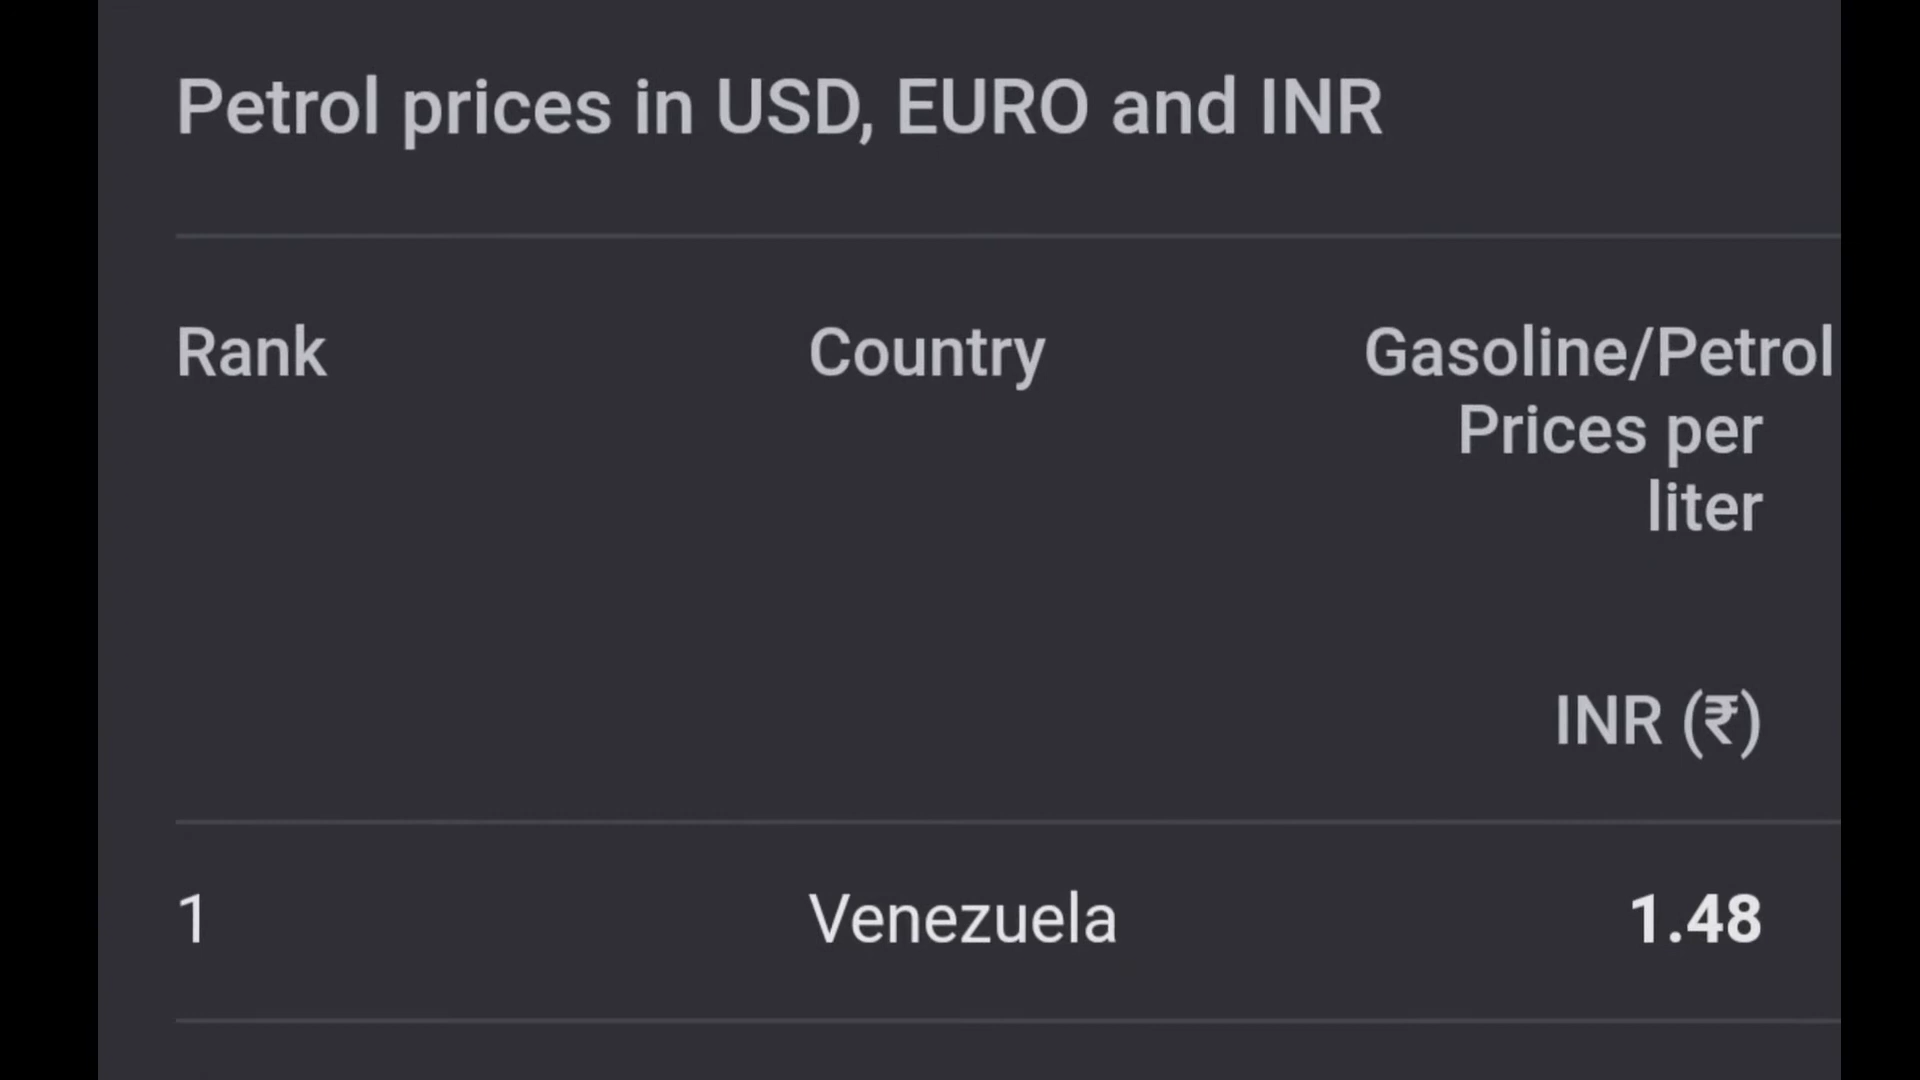 Petrol prices in USD, EURO and INR
Rank Country Gasoline/Petrol
Prices per
liter
INR (₹)
1 Venezuela 1.48